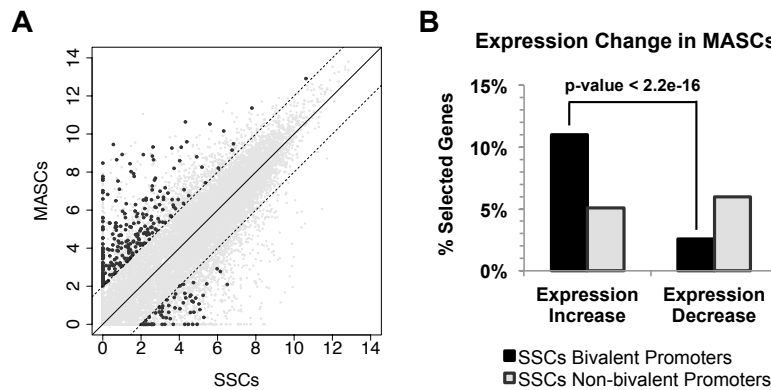 A
14
12
10
8
6
4
2
0
MASCs
0 2 4 6 8 10 12 14
SSCs
B
Expression Change in MASCs
15%
10%
5%
0%
% Selected Genes
p-value < 2.2e-16
Expression Increase
Expression Decrease
SSCs Bivalent Promoters
SSCs Non-bivalent Promoters